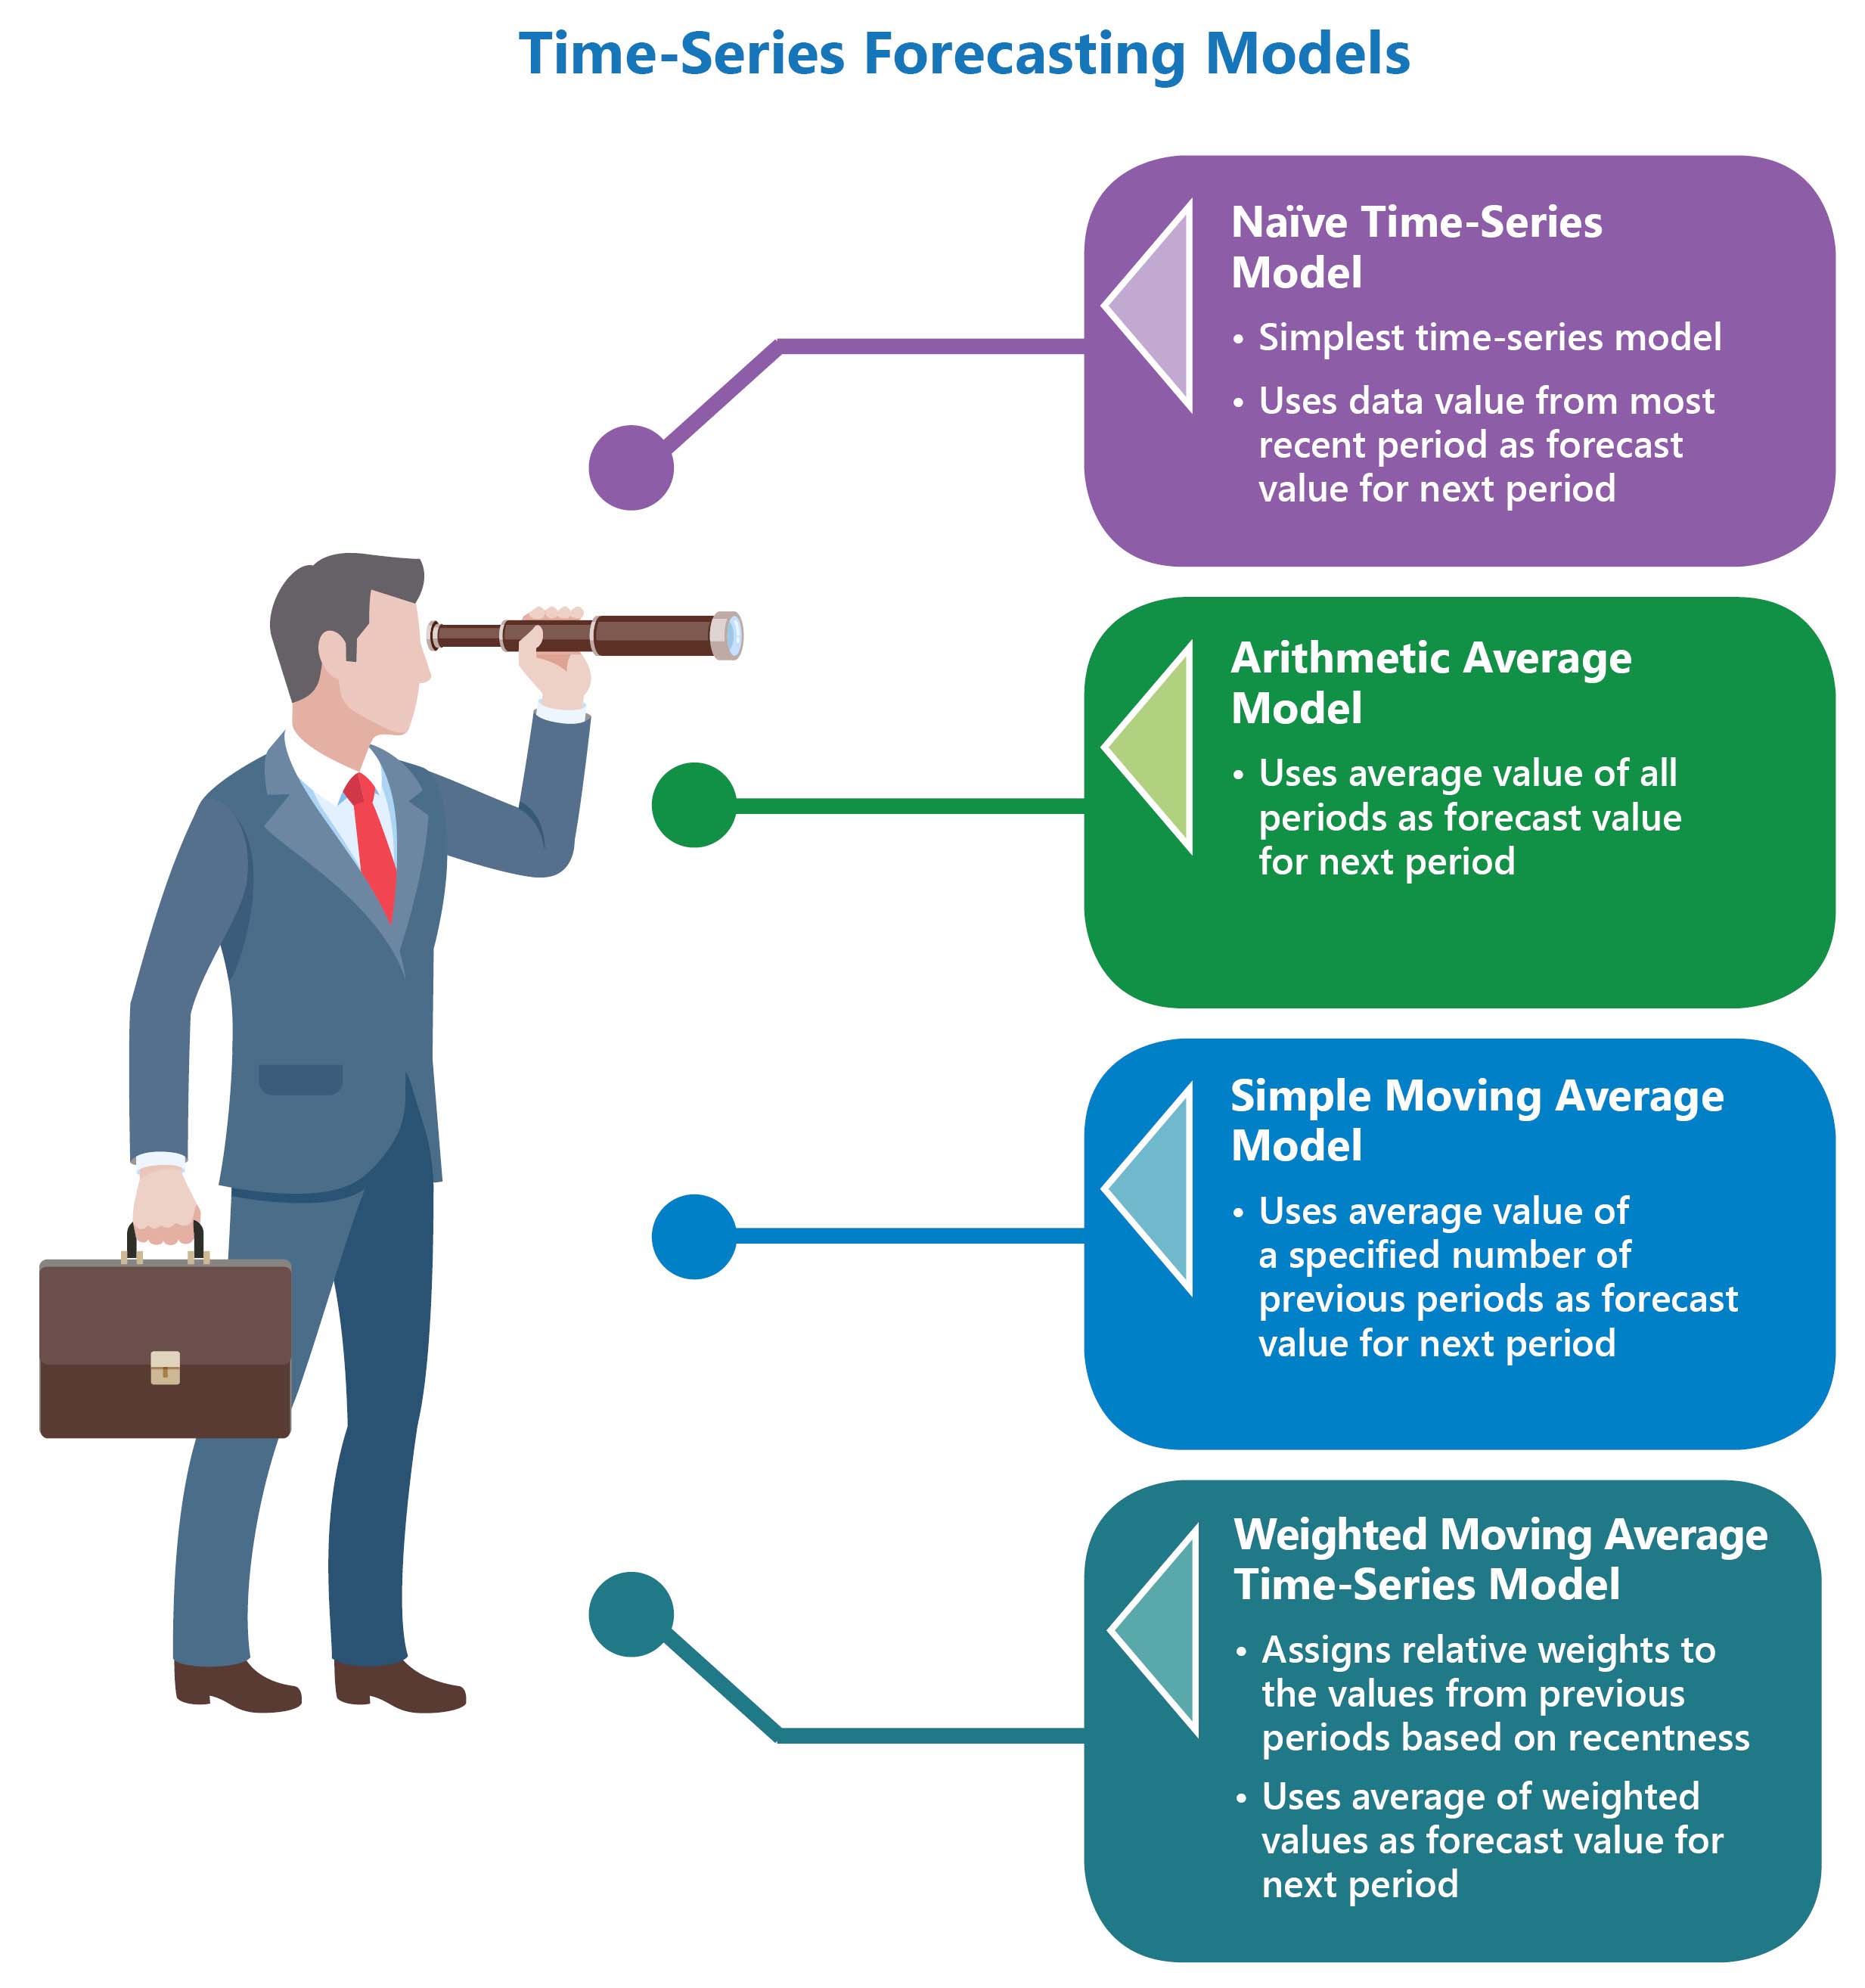 Time-Series Forecasting Models
Naïve Time-Series
Model
• Simplest time-series model
• Uses data value from most
recent period as forecast
value for next period
Arithmetic Average
Model
• Uses average value of all
periods as forecast value
for next period
Simple Moving Average
Model
• Uses average value of
a specified number of
previous periods as forecast
value for next period
Weighted Moving Average
Time-Series Model
• Assigns relative weights to
the values from previous
periods based on recentness
• Uses average of weighted
values as forecast value for
next period